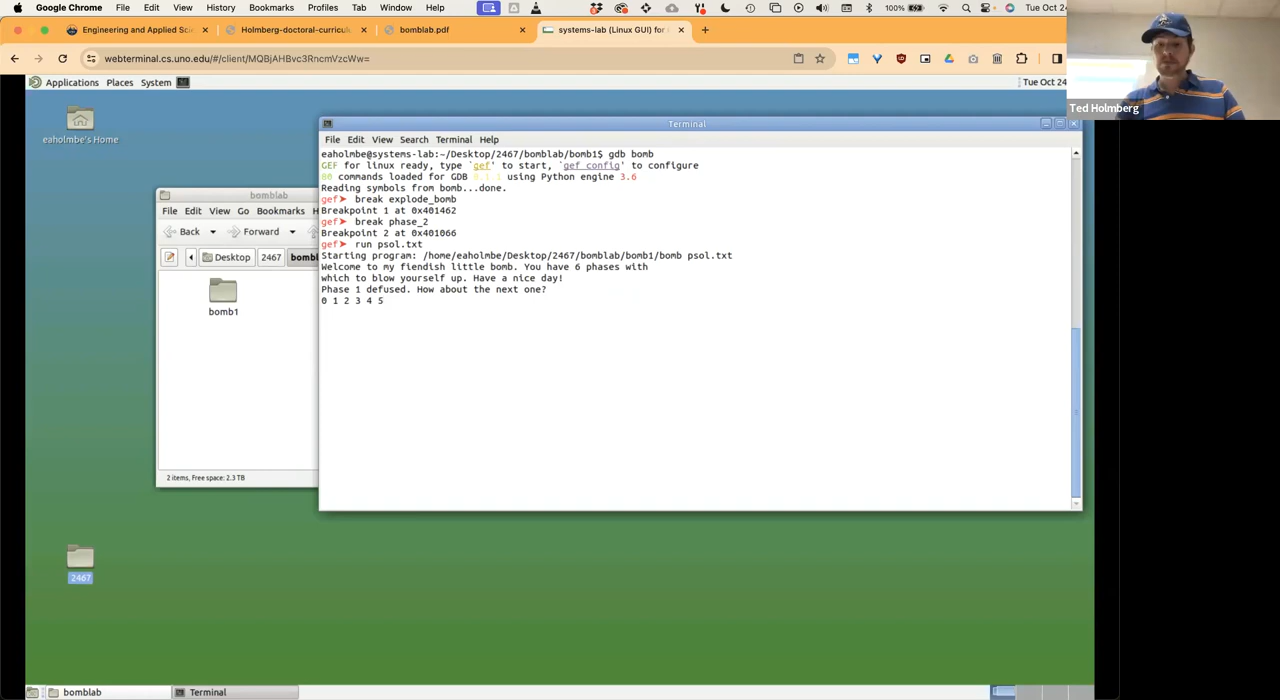 Google Chrome File Edit View History Bookmarks Profiles Tab Window Help 100% Tue Oct 24
Engineering and Applied Sci
Holmberg-doctoral-curricul
bomblab.pdf
systems-lab (Linux GUI) for
webterminal.cs.uno.edu/#/client/MQBjAHBvc3RncmVzcWw=
Ted Holmberg
Applications Places System
Tue Oct 24
eaholmbe's Home
Terminal
File Edit View Search Terminal Help
eaholmbe@systems-lab:~/Desktop/2467/bomblab/bomb1$ gdb bomb
GEF for linux ready, type `gef' to start, `gef config' to configure
80 commands loaded for GDB 8.1.1 using Python engine 3.6
Reading symbols from bomb...done.
gef➤ break explode_bomb
Breakpoint 1 at 0x401462
gef➤ break phase_2
Breakpoint 2 at 0x401066
gef➤ run psol.txt
Starting program: /home/eaholmbe/Desktop/2467/bomblab/bomb1/bomb psol.txt
Welcome to my fiendish little bomb. You have 6 phases with
which to blow yourself up. Have a nice day!
Phase 1 defused. How about the next one?
0 1 2 3 4 5
bomblab
File Edit View Go Bookmarks H
Back Forward
Desktop 2467 bombl
bomb1
2 items, Free space: 2.3 TB
2467
bomblab
Terminal